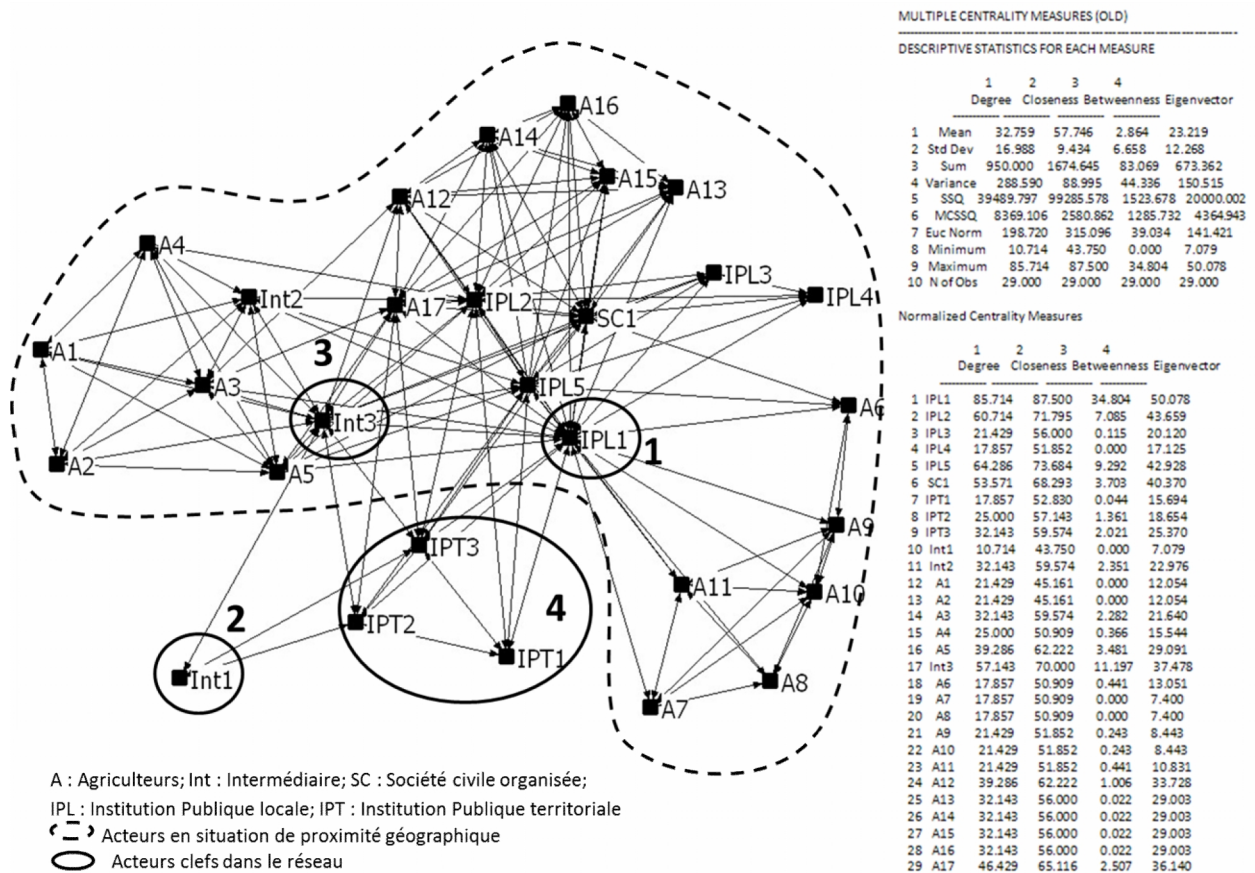 A16
A14
A15
A13
A12
A4
IPL3
IPL4
Int2
A17
IPL2
SC1
3
A1
A3
IPL5
A6
Int3
IPL1
1
A2
A5
A9
IPT3
A11
A10
4
2
IPT2
IPT1
Int1
A8
A7
A : Agriculteurs; Int : Intermédiaire; SC : Société civile organisée;
IPL : Institution Publique locale; IPT : Institution Publique territoriale
Acteurs en situation de proximité géographique
Acteurs clefs dans le réseau
MULTIPLE CENTRALITY MEASURES (OLD)
DESCRIPTIVE STATISTICS FOR EACH MEASURE
1 2 3 4
Degree Closeness Betweenness Eigenvector
1 Mean 32.759 57.746 2.864 23.219
2 Std Dev 16.988 9.434 6.658 12.268
3 Sum 950.000 1674.645 83.069 673.362
4 Variance 288.590 88.995 44.336 150.515
5 SSQ 39489.797 99285.578 1523.678 20000.002
6 MCSSQ 8369.106 2580.862 1285.732 4364.943
7 Euc Norm 198.720 315.096 39.034 141.421
8 Minimum 10.714 43.750 0.000 7.079
9 Maximum 85.714 87.500 34.804 50.078
10 N of Obs 29.000 29.000 29.000 29.000
Normalized Centrality Measures
1 2 3 4
Degree Closeness Betweenness Eigenvector
1 IPL1 85.714 87.500 34.804 50.078
2 IPL2 60.714 71.795 7.085 43.659
3 IPL3 21.429 56.000 0.115 20.120
4 IPL4 17.857 51.852 0.000 17.125
5 IPL5 64.286 73.684 9.292 42.928
6 SC1 53.571 68.293 3.703 40.370
7 IPT1 17.857 52.830 0.044 15.694
8 IPT2 25.000 57.143 1.361 18.654
9 IPT3 32.143 59.574 2.021 25.370
10 Int1 10.714 43.750 0.000 7.079
11 Int2 32.143 59.574 2.351 22.976
12 A1 21.429 45.161 0.000 12.054
13 A2 21.429 45.161 0.000 12.054
14 A3 32.143 59.574 2.282 21.640
15 A4 25.000 50.909 0.366 15.544
16 A5 39.286 62.222 3.481 29.091
17 Int3 57.143 70.000 11.197 37.478
18 A6 17.857 50.909 0.441 13.051
19 A7 17.857 50.909 0.000 7.400
20 A8 17.857 50.909 0.000 7.400
21 A9 21.429 51.852 0.243 8.443
22 A10 21.429 51.852 0.243 8.443
23 A11 21.429 51.852 0.441 10.831
24 A12 39.286 62.222 1.006 33.728
25 A13 32.143 56.000 0.022 29.003
26 A14 32.143 56.000 0.022 29.003
27 A15 32.143 56.000 0.022 29.003
28 A16 32.143 56.000 0.022 29.003
29 A17 46.429 65.116 2.507 36.140